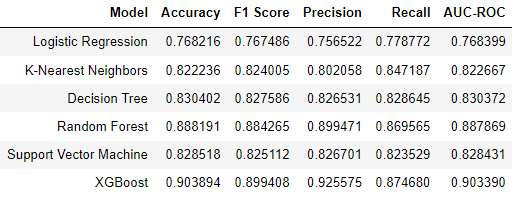 Model Accuracy F1 Score Precision Recall AUC-ROC
Logistic Regression 0.768216 0.767486 0.756522 0.778772 0.768399
K-Nearest Neighbors 0.822236 0.824005 0.802058 0.847187 0.822667
Decision Tree 0.830402 0.827586 0.826531 0.828645 0.830372
Random Forest 0.888191 0.884265 0.899471 0.869565 0.887869
Support Vector Machine 0.828518 0.825112 0.826701 0.823529 0.828431
XGBoost 0.903894 0.899408 0.925575 0.874680 0.903390